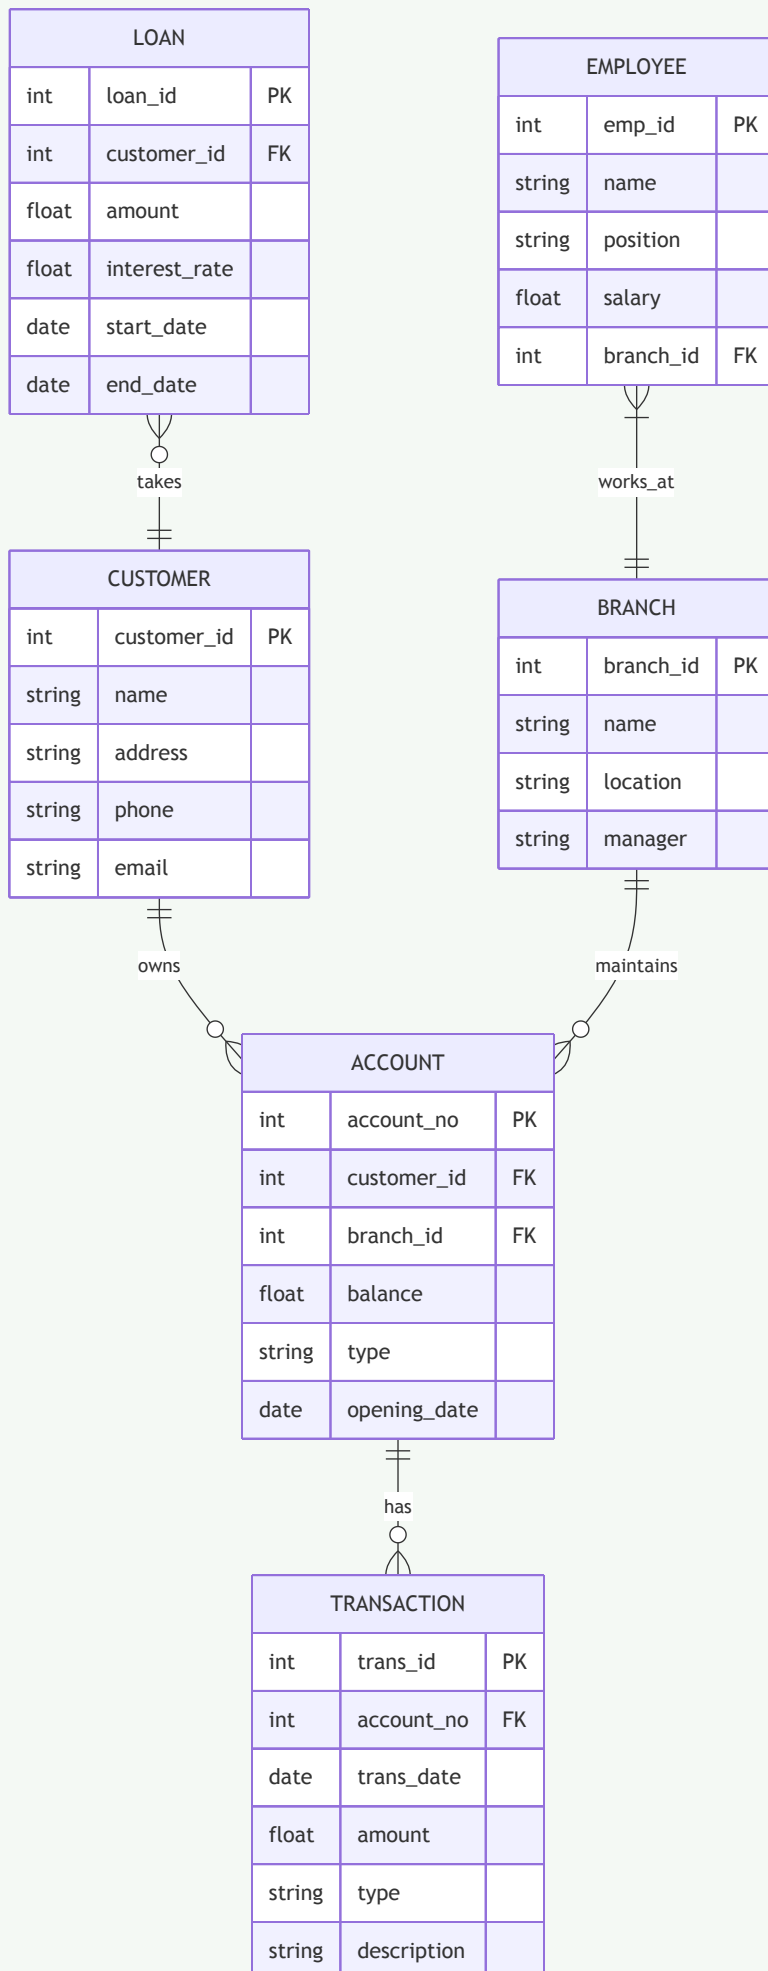 LOAN
int loan_id PK
int customer_id FK
float amount
float interest_rate
date start_date
date end_date
EMPLOYEE
int emp_id PK
string name
string position
float salary
int branch_id FK
takes
works_at
CUSTOMER
int customer_id PK
string name
string address
string phone
string email
BRANCH
int branch_id PK
string name
string location
string manager
owns
maintains
ACCOUNT
int account_no PK
int customer_id FK
int branch_id FK
float balance
string type
date opening_date
has
TRANSACTION
int trans_id PK
int account_no FK
date trans_date
float amount
string type
string description